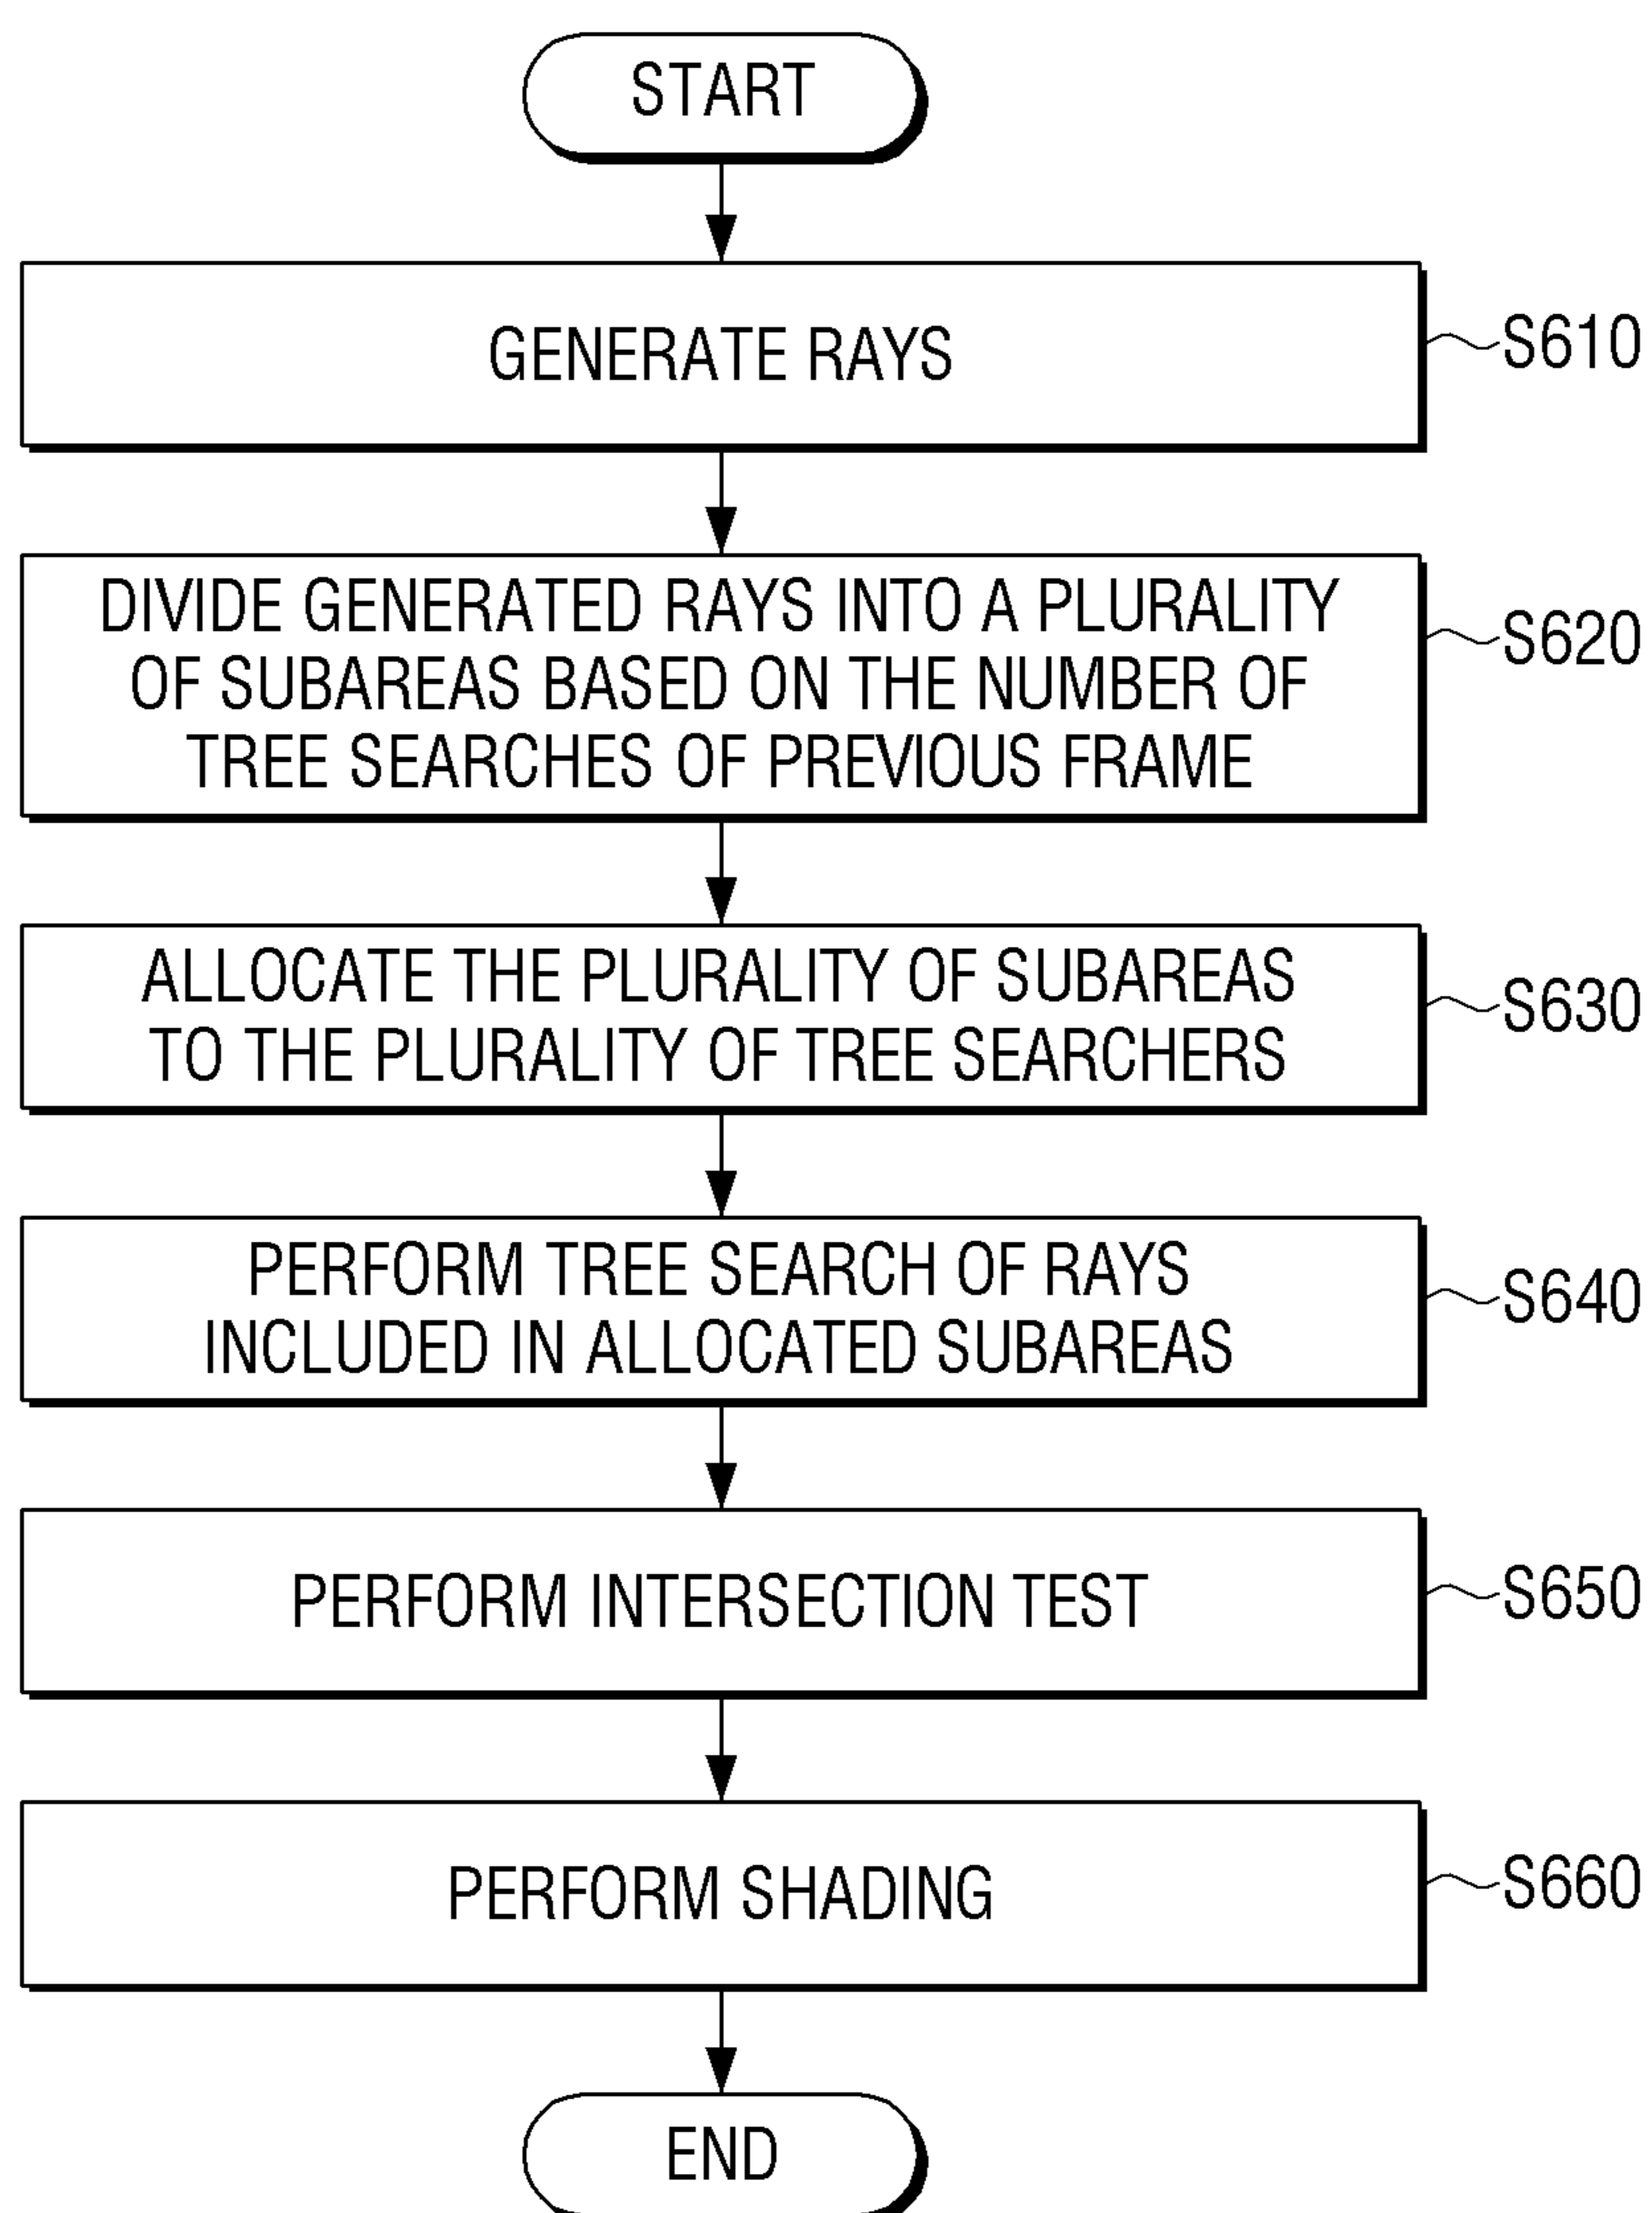 START
GENERATE RAYS
S610
DIVIDE GENERATED RAYS INTO A PLURALITY
OF SUBAREAS BASED ON THE NUMBER OF
TREE SEARCHES OF PREVIOUS FRAME
S620
ALLOCATE THE PLURALITY OF SUBAREAS
TO THE PLURALITY OF TREE SEARCHERS
S630
PERFORM TREE SEARCH OF RAYS
INCLUDED IN ALLOCATED SUBAREAS
S640
PERFORM INTERSECTION TEST
S650
PERFORM SHADING
S660
END